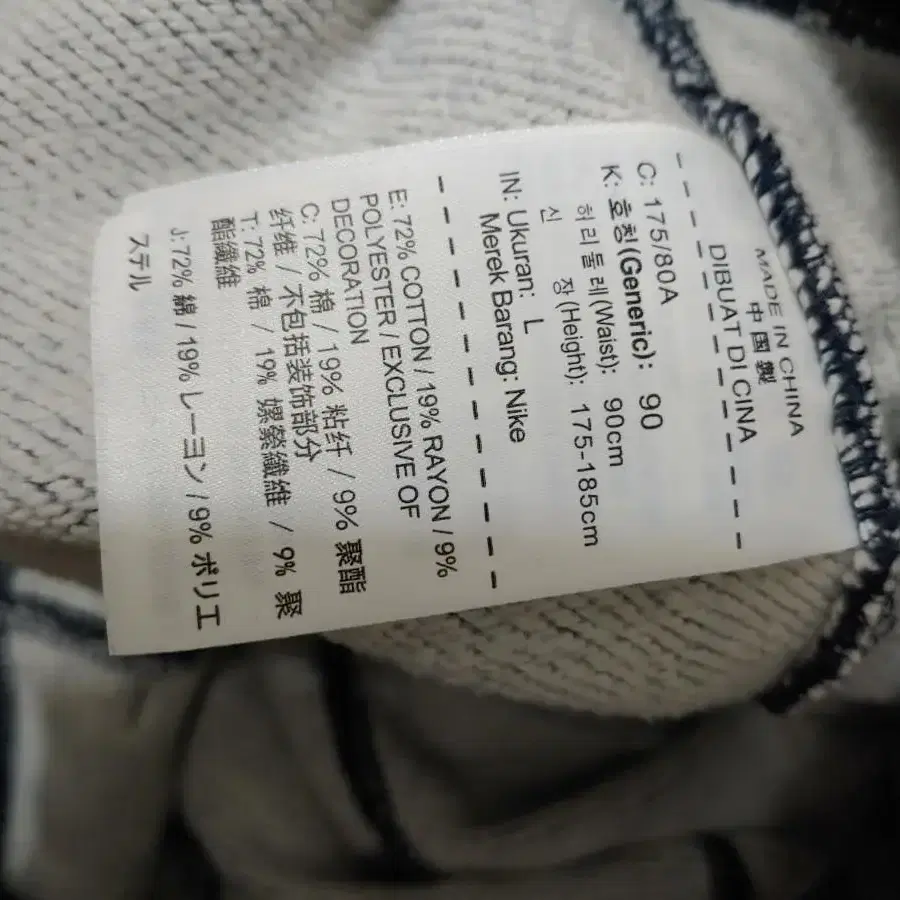 MADE IN CHINA
中国製
DIBUAT DI CINA
C: 175/80A
K: 호칭(Generic): 90
허리둘레(Waist): 90cm
신 장(Height): 175-185cm
IN: Ukuran: L
Merek Barang: Nike
E: 72% COTTON / 19% RAYON / 9%
POLYESTER / EXCLUSIVE OF
DECORATION
C: 72% 棉 / 19% 粘纤 / 9% 聚酯
纤维 / 不包括装饰部分
T: 72% 棉 / 19% 嫘縈纖維 / 9% 聚
酯纖維
J: 72% 綿 / 19% レーヨン / 9% ポリエ
ステル